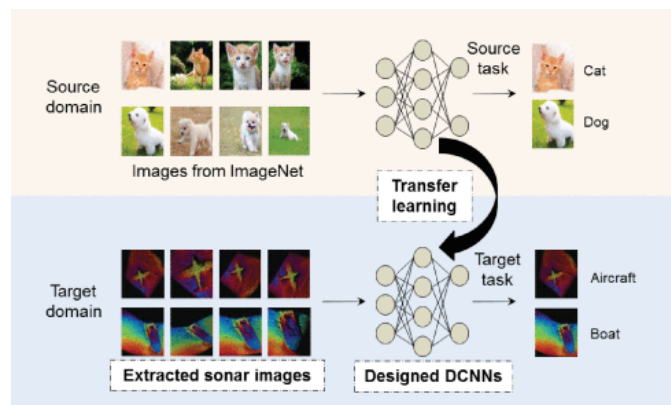 Source
domain
Images from ImageNet
Source
task
Cat
Dog
Transfer
learning
Target
domain
Extracted sonar images
Designed DCNNs
Target
task
Aircraft
Boat